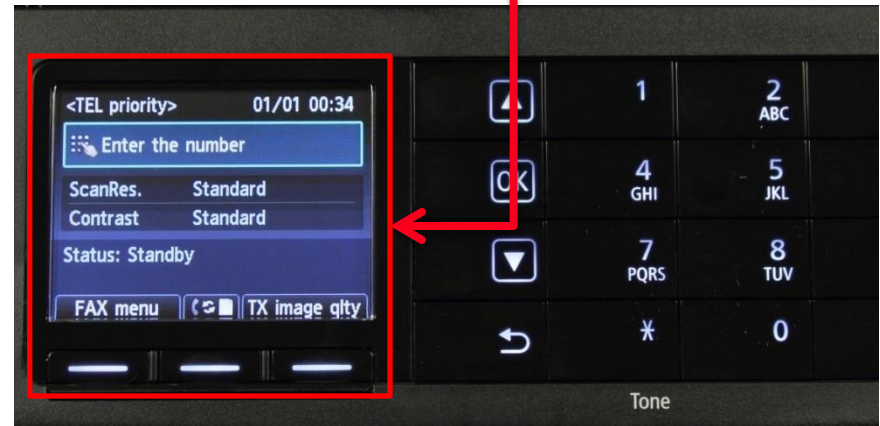 <TEL priority> 01/01 00:34
Enter the number
ScanRes. Standard
Contrast Standard
Status: Standby
FAX menu TX image qlty
OK
1
2
ABC
4
GHI
5
JKL
7
PQRS
8
TUV
*
0
Tone